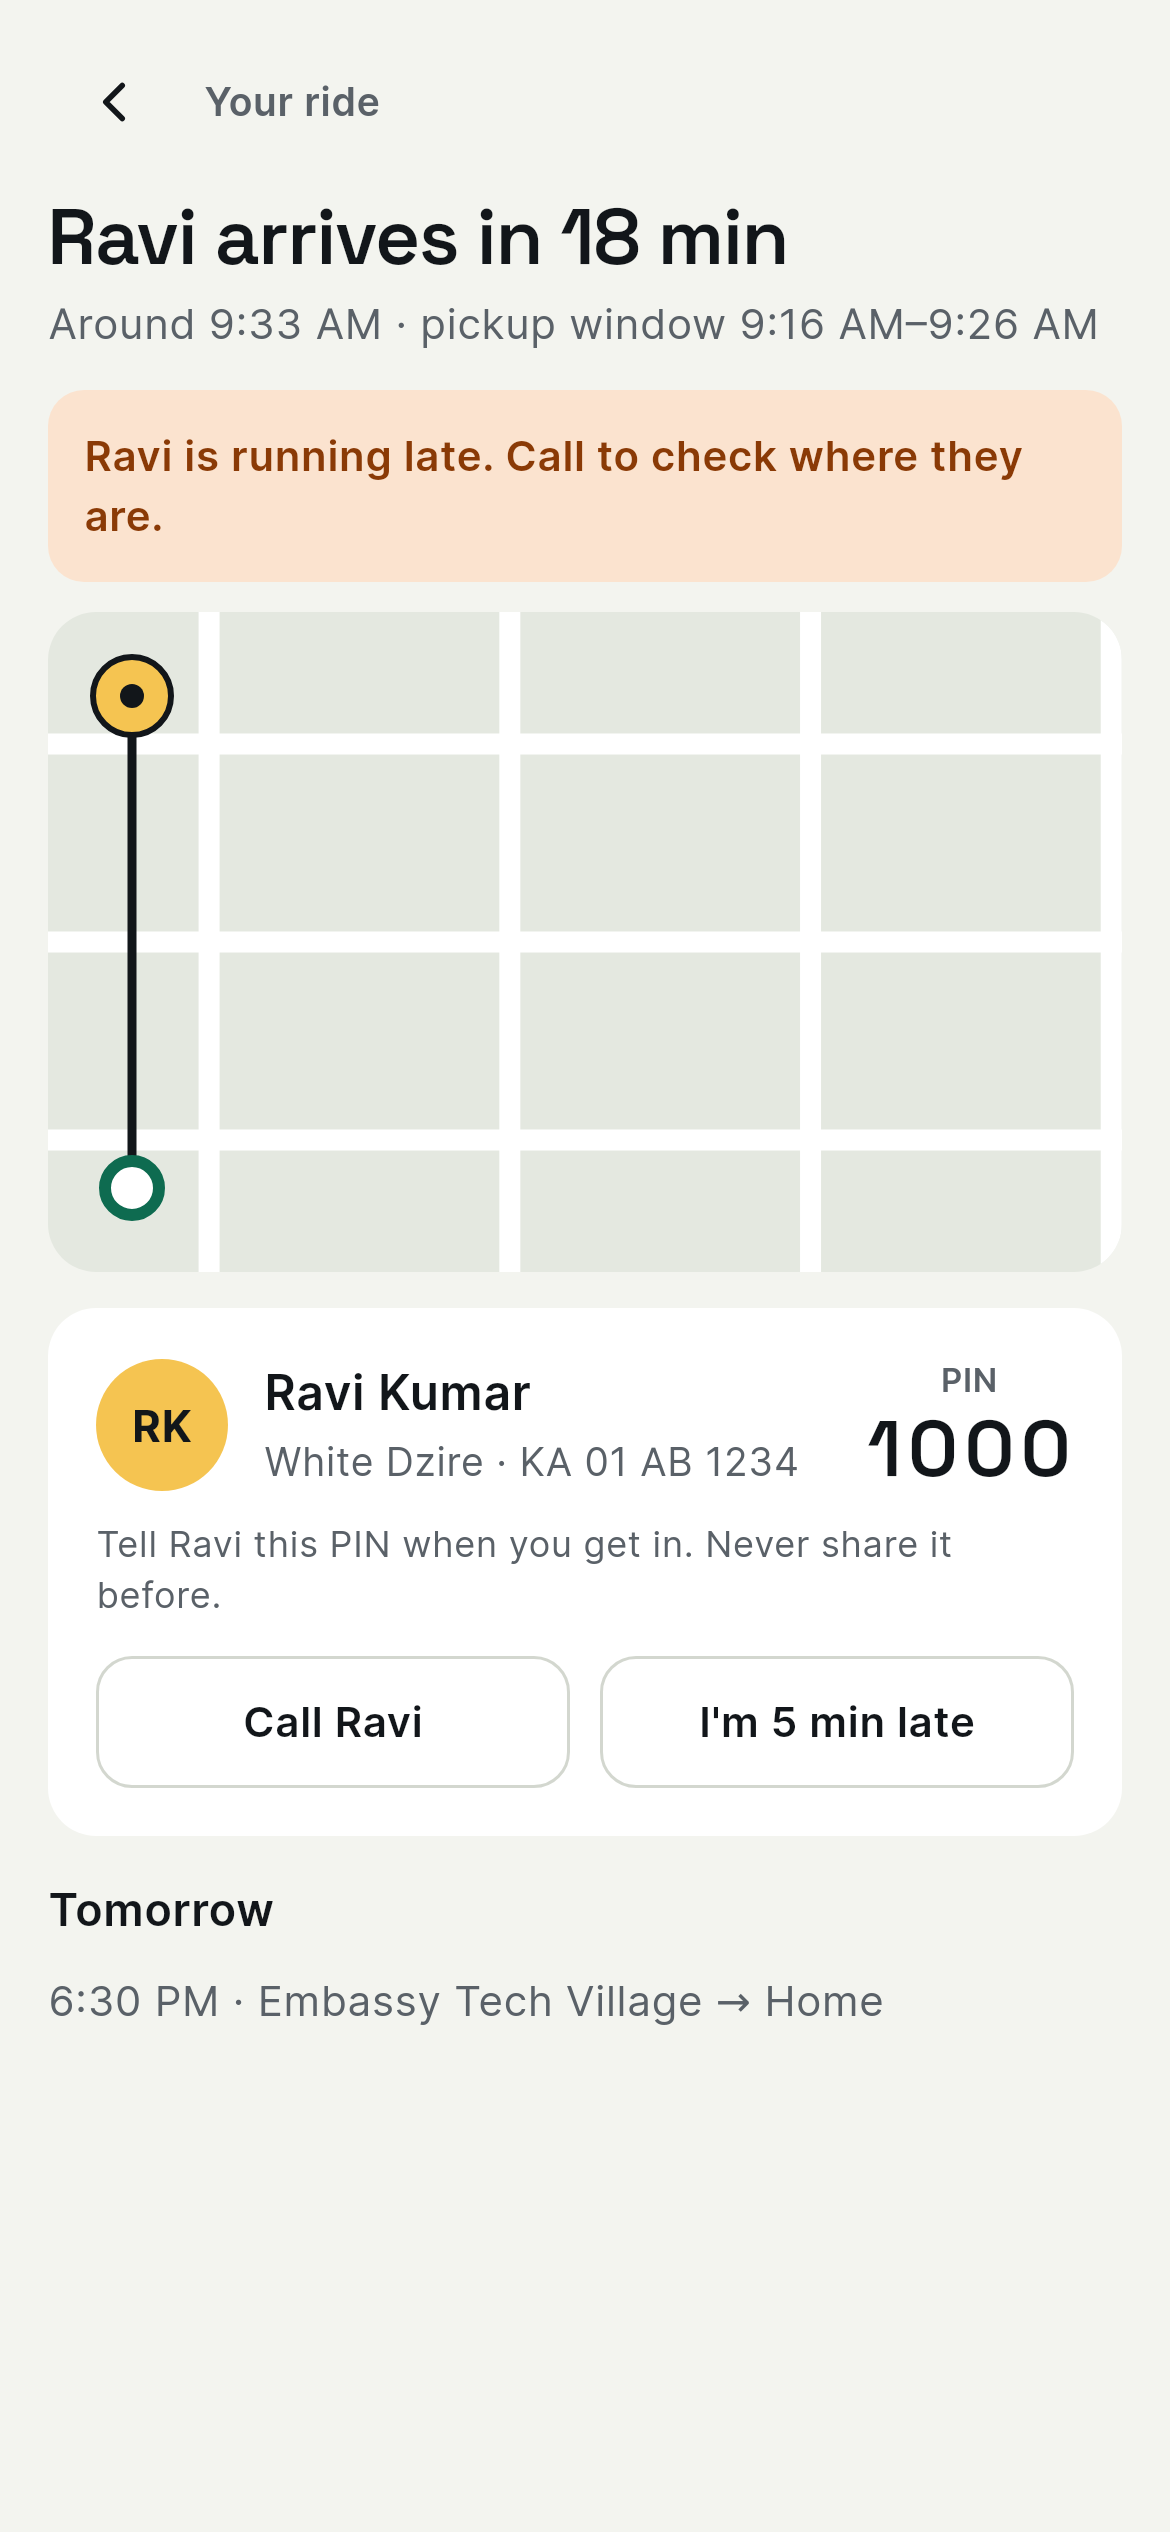 Your ride
Ravi arrives in 18 min
Around 9:33 AM · pickup window 9:16 AM–9:26 AM
Ravi is running late. Call to check where they
are.
RK
Ravi Kumar
White Dzire · KA 01 AB 1234
PIN
1000
Tell Ravi this PIN when you get in. Never share it
before.
Call Ravi
I'm 5 min late
Tomorrow
6:30 PM · Embassy Tech Village → Home